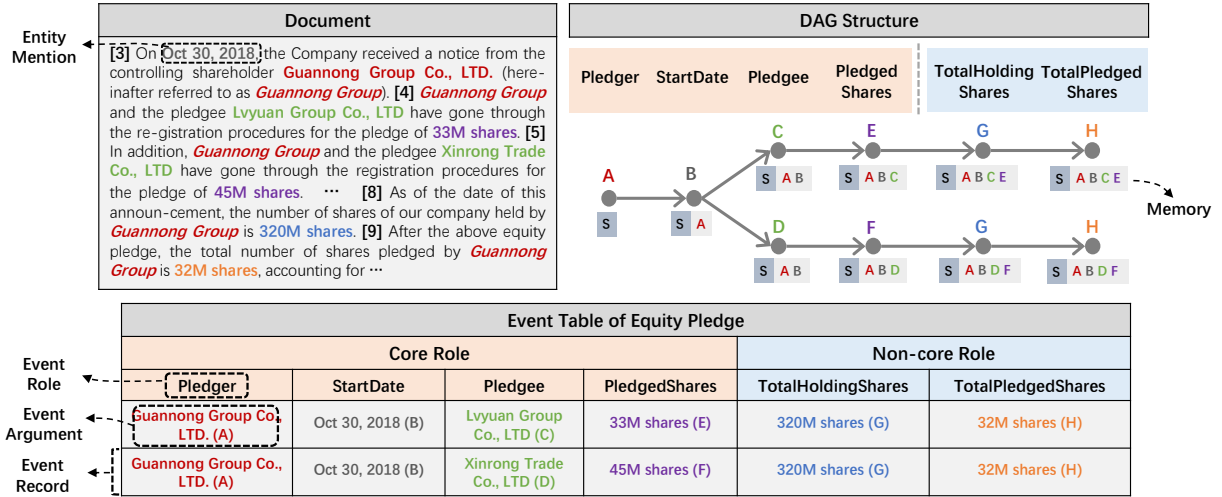 Document
Entity
Mention
[3] On Oct 30, 2018, the Company received a notice from the
controlling shareholder Guannong Group Co., LTD. (here-
inafter referred to as Guannong Group). [4] Guannong Group
and the pledgee Lvyuan Group Co., LTD have gone through
the re-gistration procedures for the pledge of 33M shares. [5]
In addition, Guannong Group and the pledgee Xinrong Trade
Co., LTD have gone through the registration procedures for
the pledge of 45M shares. ··· [8] As of the date of this
announ-cement, the number of shares of our company held by
Guannong Group is 320M shares. [9] After the above equity
pledge, the total number of shares pledged by Guannong
Group is 32M shares, accounting for ···
DAG Structure
Pledger StartDate Pledgee Pledged Shares TotalHolding Shares TotalPledged Shares
C E G H
S A B S A B C S A B C E S A B C E
A B
S S A
Memory
D F G H
S A B S A B D S A B D F S A B D F
Event Table of Equity Pledge
Core Role Non-core Role
Event
Role
Pledger StartDate Pledgee PledgedShares TotalHoldingShares TotalPledgedShares
Event
Argument
Guannong Group Co., LTD. (A) Oct 30, 2018 (B) Lvyuan Group Co., LTD (C) 33M shares (E) 320M shares (G) 32M shares (H)
Event
Record
Guannong Group Co., LTD. (A) Oct 30, 2018 (B) Xinrong Trade Co., LTD (D) 45M shares (F) 320M shares (G) 32M shares (H)